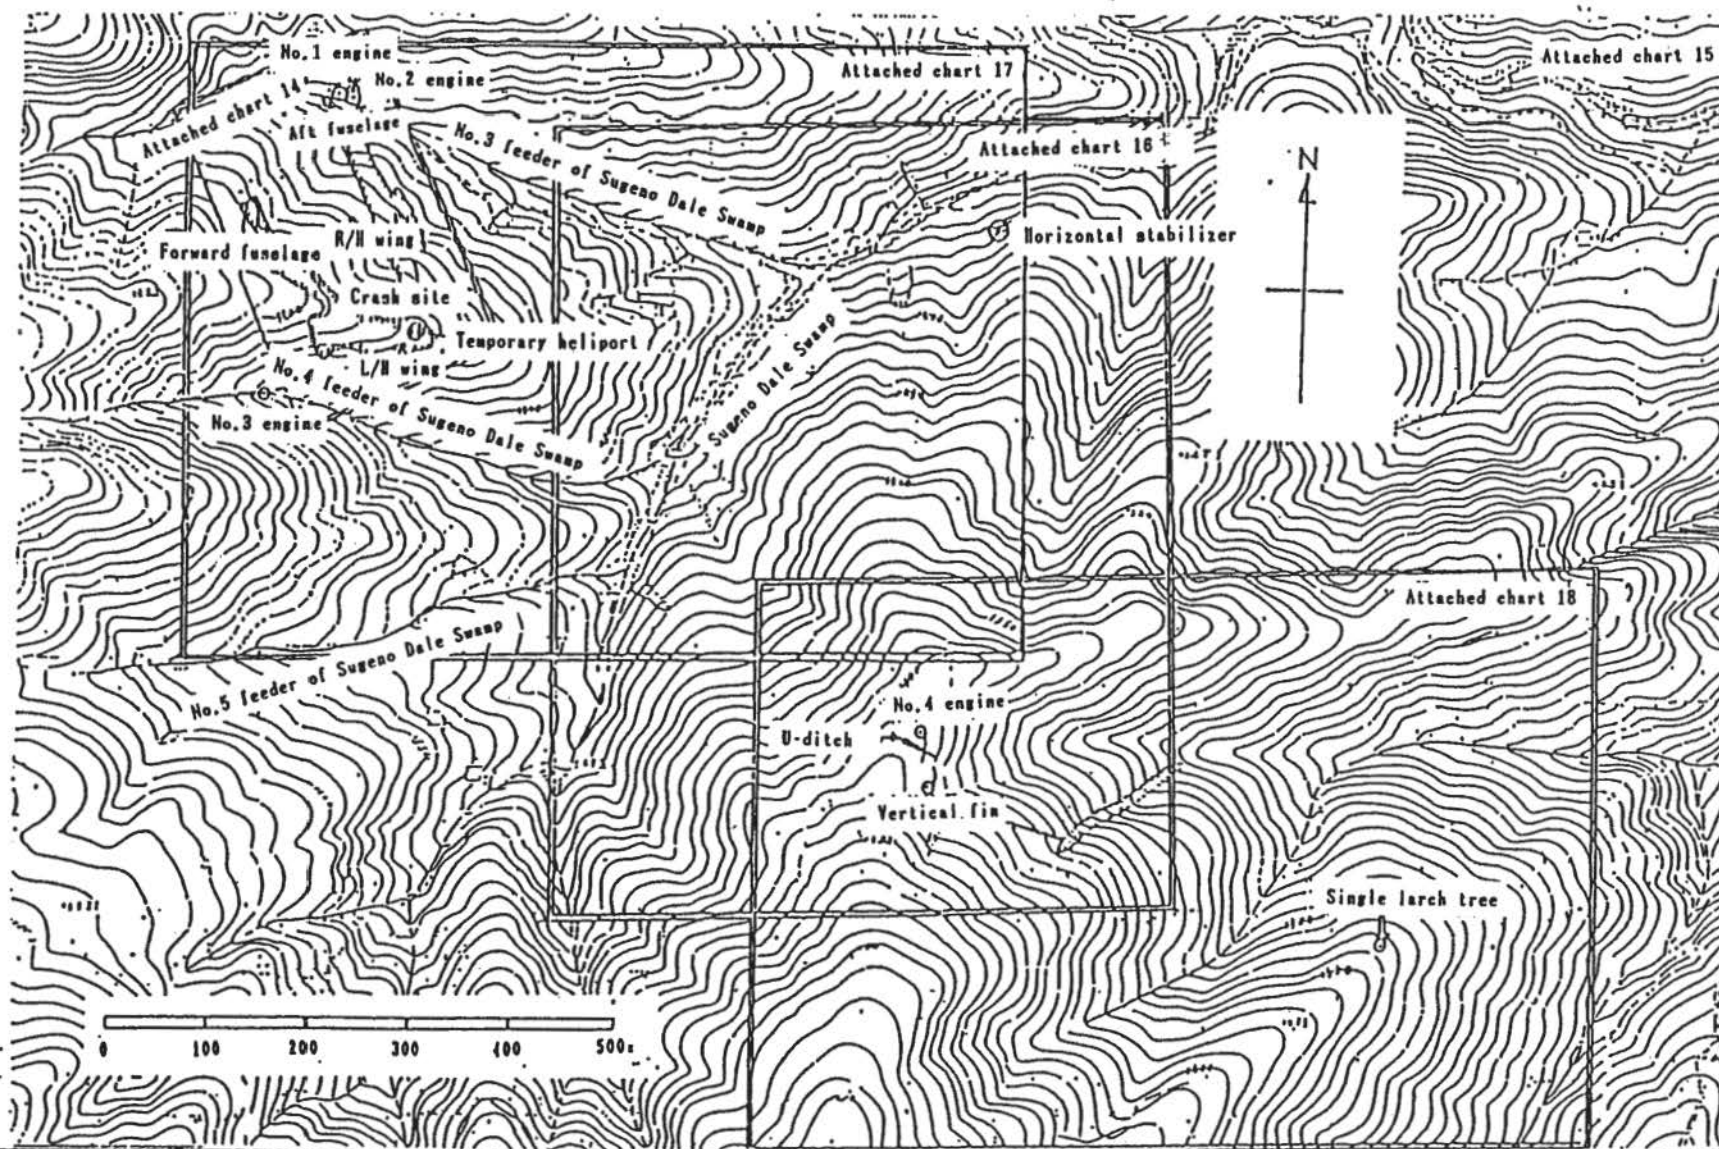 No.1 engine
Attached chart 17
Attached chart 15
No.2 engine
Attached chart 14
Aft fuselage
No.3 feeder of Sugeno Dale Swamp
Attached chart 16
N
Horizontal stabilizer
R/H wing
Forward fuselage
Crash site
Temporary heliport
L/H wing
Sugeno Dale Swamp
No.4 feeder of Sugeno Dale Swamp
No.3 engine
Attached chart 18
No.5 feeder of Sugeno Dale Swamp
No.4 engine
U-ditch
Vertical fin
Single larch tree
0 100 200 300 400 500m